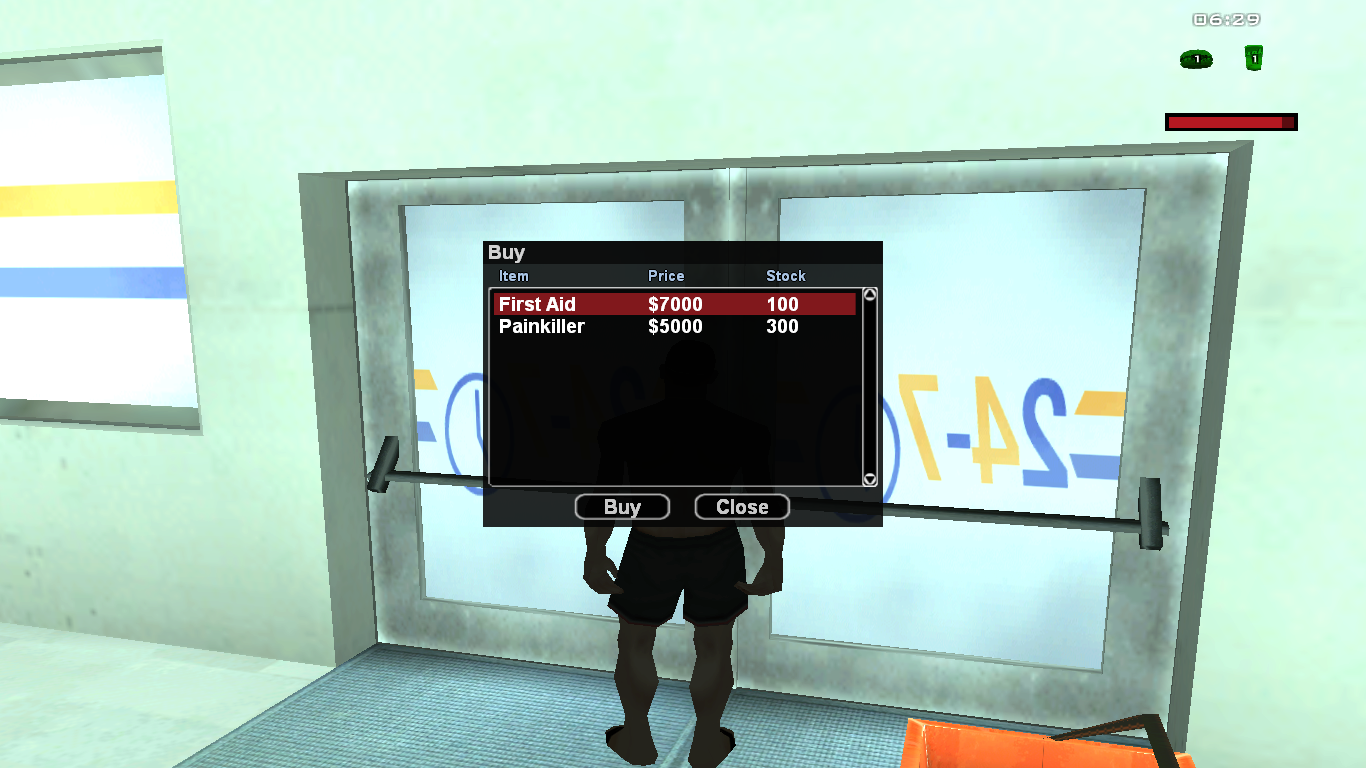 06:29
1 1
Buy
Item Price Stock
First Aid $7000 100
Painkiller $5000 300
24-7
Buy Close